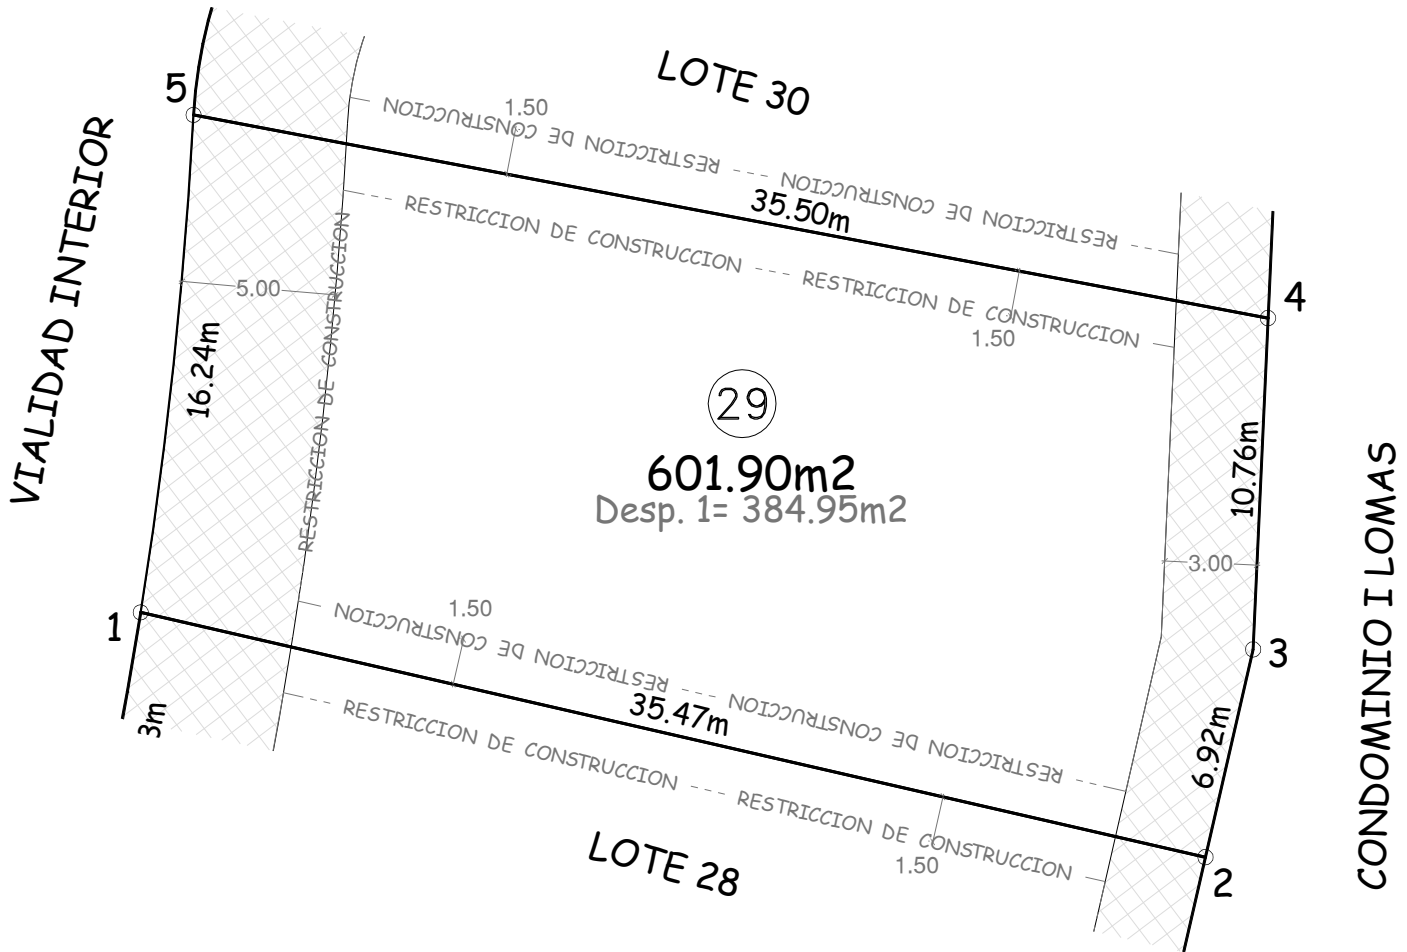 LOTE 30
5
1.50
RESTRICCION DE CONSTRUCCION --- RESTRICCION DE CONSTRUCCION
35.50m
RESTRICCION DE CONSTRUCCION --- RESTRICCION DE CONSTRUCCION
1.50
4
VIALIDAD INTERIOR
5.00
16.24m
RESTRICCION DE CONSTRUCCION
29
601.90m2
Desp. 1= 384.95m2
10.76m
3.00
CONDOMINIO I LOMAS
1
1.50
RESTRICCION DE CONSTRUCCION --- RESTRICCION DE CONSTRUCCION
35.47m
RESTRICCION DE CONSTRUCCION --- RESTRICCION DE CONSTRUCCION
1.50
3
6.92m
2
3m
LOTE 28